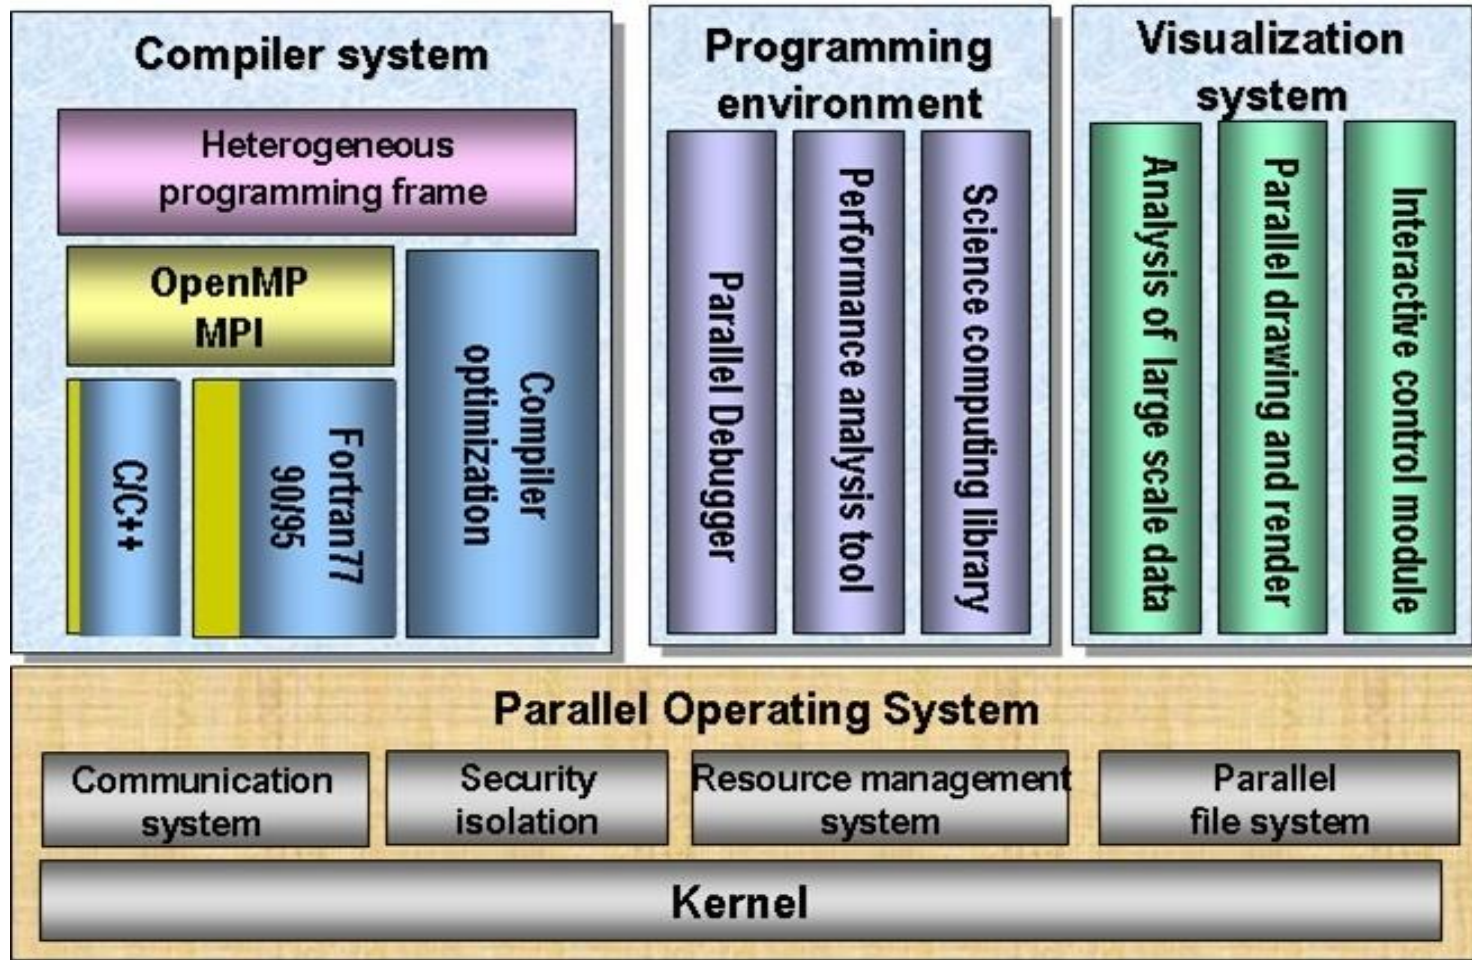 Compiler system
Heterogeneous
programming frame
OpenMP
MPI
C/C++
Fortran77
90/95
Compiler
optimization
Programming
environment
Parallel Debugger
Performance analysis tool
Science computing library
Visualization
system
Analysis of large scale data
Parallel drawing and render
Interactive control module
Parallel Operating System
Communication
system
Security
isolation
Resource management
system
Parallel
file system
Kernel